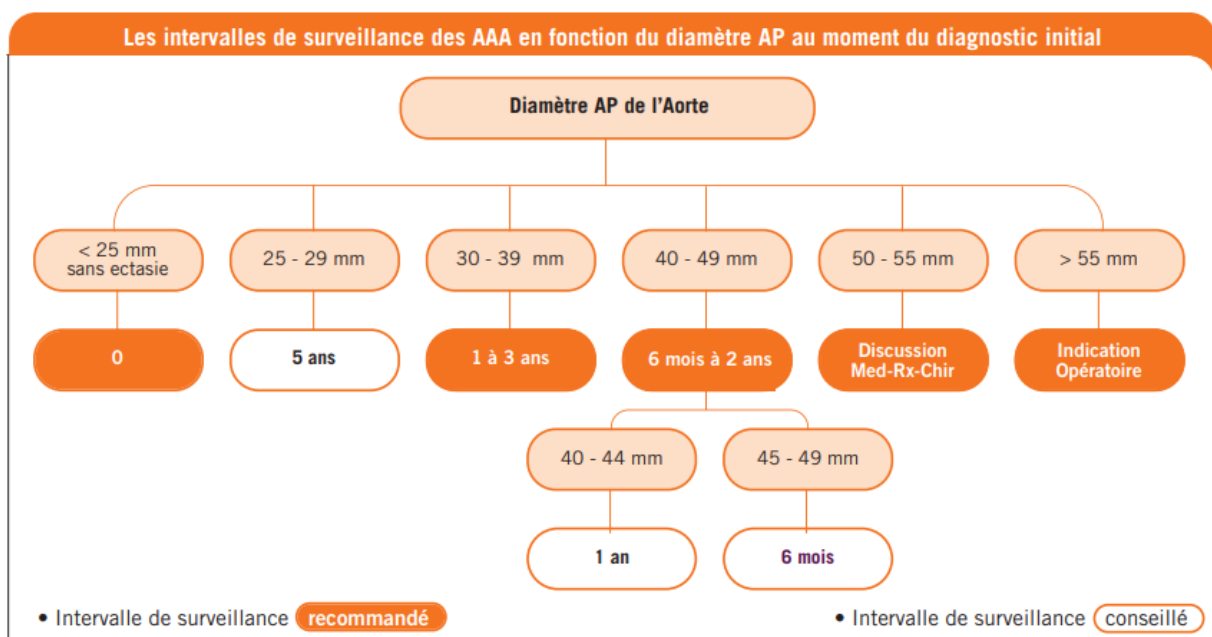 Les intervalles de surveillance des AAA en fonction du diamètre AP au moment du diagnostic initial
Diamètre AP de l'Aorte
< 25 mm
sans ectasie
25 - 29 mm
30 - 39 mm
40 - 49 mm
50 - 55 mm
> 55 mm
0
5 ans
1 à 3 ans
6 mois à 2 ans
Discussion
Med-Rx-Chir
Indication
Opératoire
40 - 44 mm
45 - 49 mm
1 an
6 mois
• Intervalle de surveillance recommandé
• Intervalle de surveillance conseillé